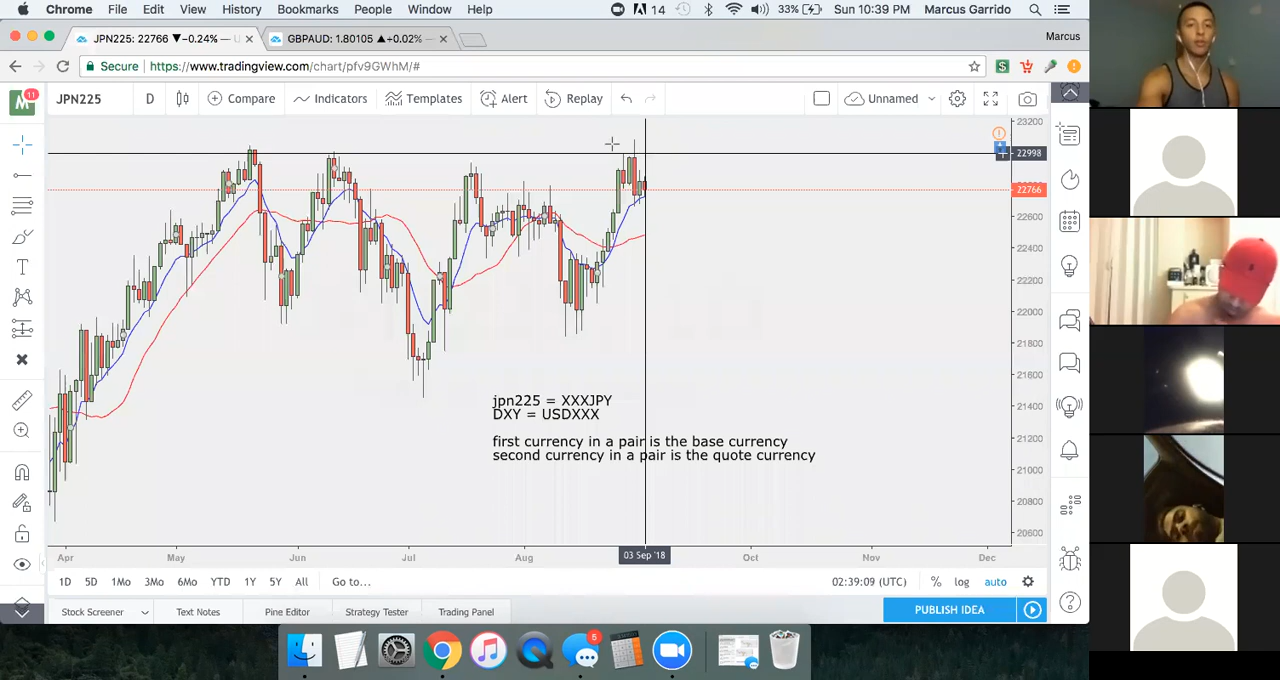 Chrome File Edit View History Bookmarks People Window Help 14 33% Sun 10:39 PM Marcus Garrido
JPN225: 22766 ▼−0.24% — U × GBPAUD: 1.80105 ▲+0.02% × Marcus
Secure https://www.tradingview.com/chart/pfv9GWhM/#
M 11 JPN225 D Compare Indicators Templates Alert Replay Unnamed
23200
22998
22766
22600
22400
22200
22000
21800
21600
21400
21200
21000
20800
20600
jpn225 = XXXJPY
DXY = USDXXX
first currency in a pair is the base currency
second currency in a pair is the quote currency
Apr May Jun Jul Aug 03 Sep '18 Oct Nov Dec
1D 5D 1Mo 3Mo 6Mo YTD 1Y 5Y All Go to... 02:39:09 (UTC) % log auto
Stock Screener Text Notes Pine Editor Strategy Tester Trading Panel PUBLISH IDEA
5